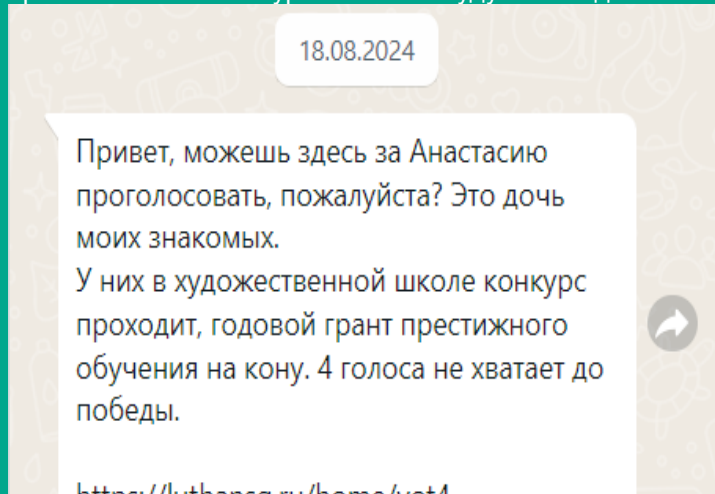 18.08.2024
Привет, можешь здесь за Анастасию
проголосовать, пожалуйста? Это дочь
моих знакомых.
У них в художественной школе конкурс
проходит, годовой грант престижного
обучения на кону. 4 голоса не хватает до
победы.